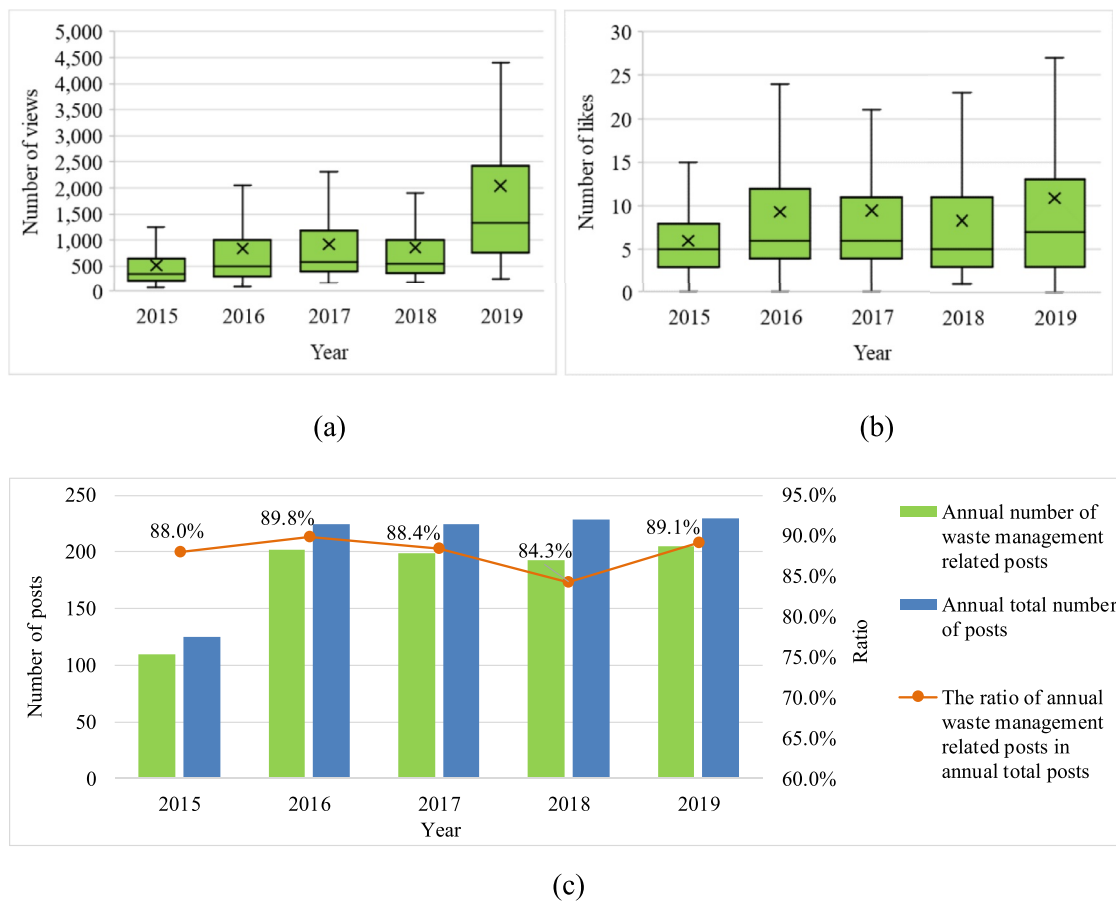 5,000
4,500
4,000
3,500
3,000
2,500
2,000
1,500
1,000
500
0
Number of views
2015 2016 2017 2018 2019
Year
30
25
20
15
10
5
0
Number of likes
2015 2016 2017 2018 2019
Year
(a)
(b)
250
200
150
100
50
0
Number of posts
88.0% 89.8% 88.4% 84.3% 89.1%
95.0%
90.0%
85.0%
80.0%
75.0%
70.0%
65.0%
60.0%
Ratio
2015 2016 2017 2018 2019
Year
Annual number of
waste management
related posts
Annual total number
of posts
The ratio of annual
waste management
related posts in
annual total posts
(c)